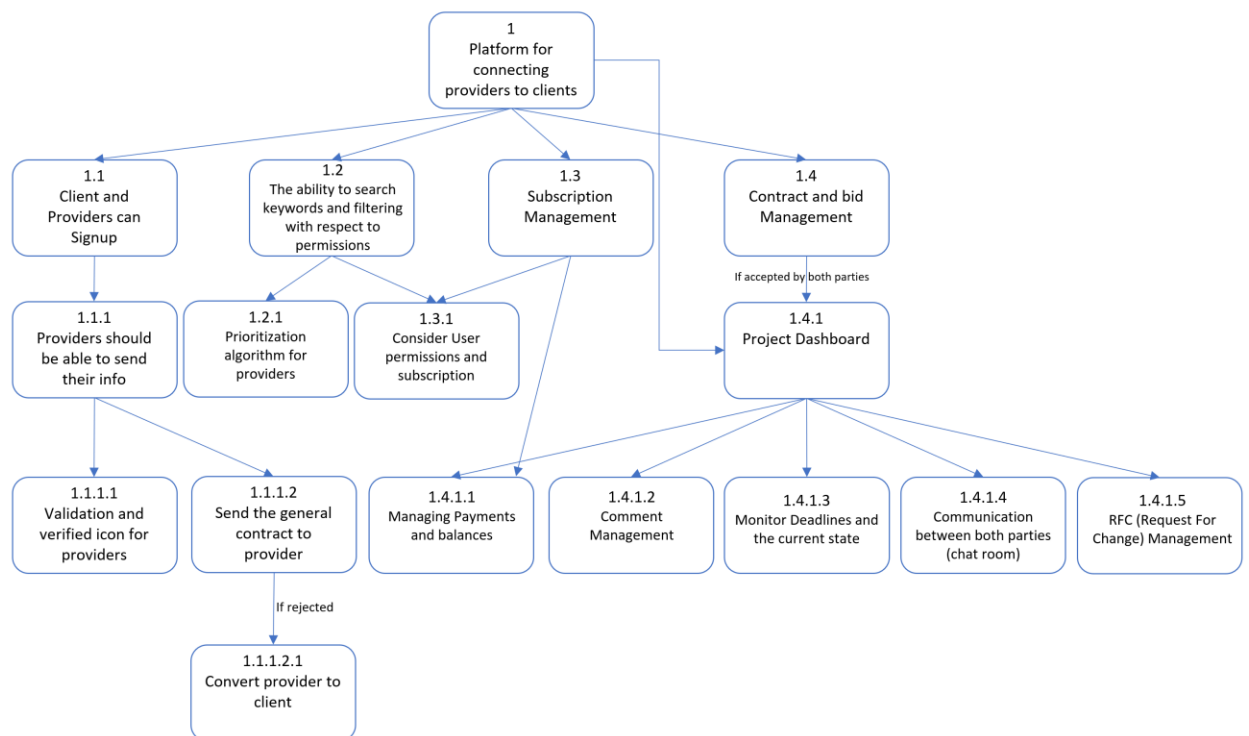 1
Platform for
connecting
providers to clients
1.1
Client and
Providers can
Signup
1.2
The ability to search
keywords and filtering
with respect to
permissions
1.3
Subscription
Management
1.4
Contract and bid
Management
If accepted by both parties
1.1.1
Providers should
be able to send
their info
1.2.1
Prioritization
algorithm for
providers
1.3.1
Consider User
permissions and
subscription
1.4.1
Project Dashboard
1.1.1.1
Validation and
verified icon for
providers
1.1.1.2
Send the general
contract to
provider
1.4.1.1
Managing Payments
and balances
1.4.1.2
Comment
Management
1.4.1.3
Monitor Deadlines and
the current state
1.4.1.4
Communication
between both parties
(chat room)
1.4.1.5
RFC (Request For
Change) Management
If rejected
1.1.1.2.1
Convert provider to
client